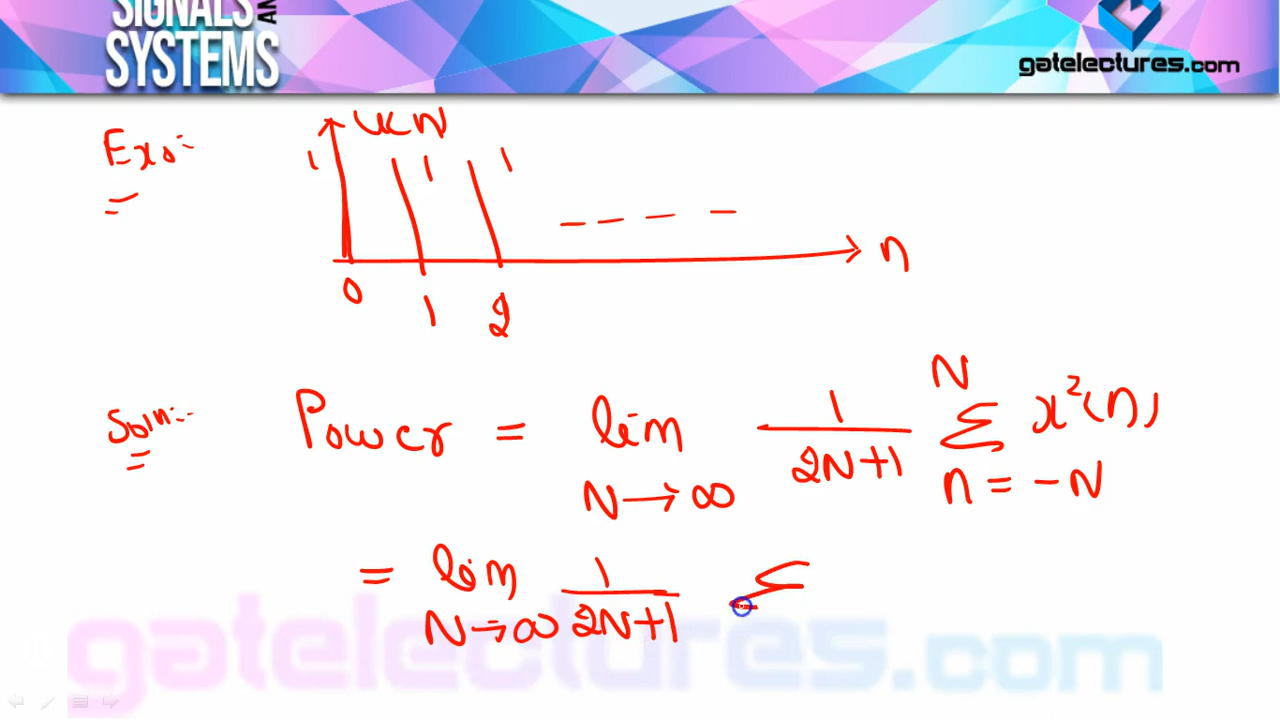 SIGNALS AN
SYSTEMS
gatelectures.com
Ex:-
u(n)
1 1 1
n
0 1 2
Soln:-
Power = lim N→∞ 1/2N+1 N Σ n=-N x²(n)
= lim N→∞ 1/2N+1 Σ
gatelectures.com